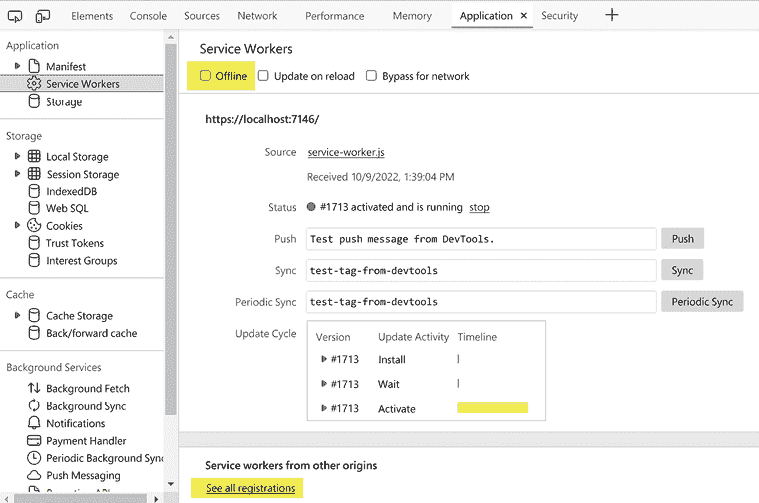 Elements Console Sources Network Performance Memory Application × Security +
Application
Manifest
Service Workers
Storage
Storage
Local Storage
Session Storage
IndexedDB
Web SQL
Cookies
Trust Tokens
Interest Groups
Cache
Cache Storage
Back/forward cache
Background Services
Background Fetch
Background Sync
Notifications
Payment Handler
Periodic Background Sync
Push Messaging
Service Workers
Offline Update on reload Bypass for network
https://localhost:7146/
Source service-worker.js
Received 10/9/2022, 1:39:04 PM
Status #1713 activated and is running stop
Push Test push message from DevTools. Push
Sync test-tag-from-devtools Sync
Periodic Sync test-tag-from-devtools Periodic Sync
Update Cycle Version Update Activity Timeline
#1713 Install
#1713 Wait
#1713 Activate
Service workers from other origins
See all registrations